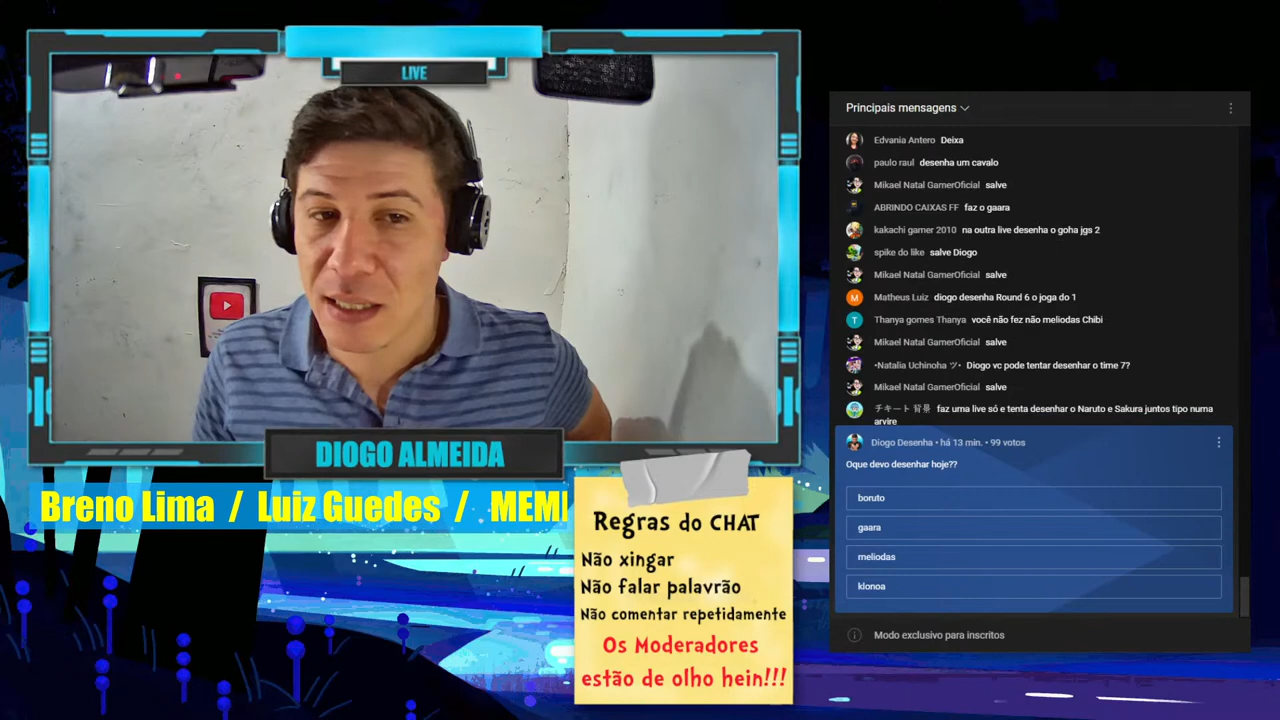 LIVE
DIOGO ALMEIDA
Breno Lima / Luiz Guedes /
Regras do CHAT
Não xingar
Não falar palavrão
Não comentar repetidamente
Os Moderadores
estão de olho hein!!!
Principais mensagens
Edvania Antero Deixa
paulo raul desenha um cavalo
Mikael Natal GamerOficial salve
ABRINDO CAIXAS FF faz o gaara
kakachi gamer 2010 na outra live desenha o goha jgs 2
spike do like salve Diogo
Mikael Natal GamerOficial salve
M Matheus Luiz diogo desenha Round 6 o joga do 1
T Thanya gomes Thanya você não fez não meliodas Chibi
Mikael Natal GamerOficial salve
•Natalia Uchinoha ツ• Diogo vc pode tentar desenhar o time 7?
Mikael Natal GamerOficial salve
チキート 背景 faz uma live só e tenta desenhar o Naruto e Sakura juntos tipo numa
arvire
Diogo Desenha • há 13 min. • 99 votos
Oque devo desenhar hoje??
boruto
gaara
meliodas
klonoa
Modo exclusivo para inscritos